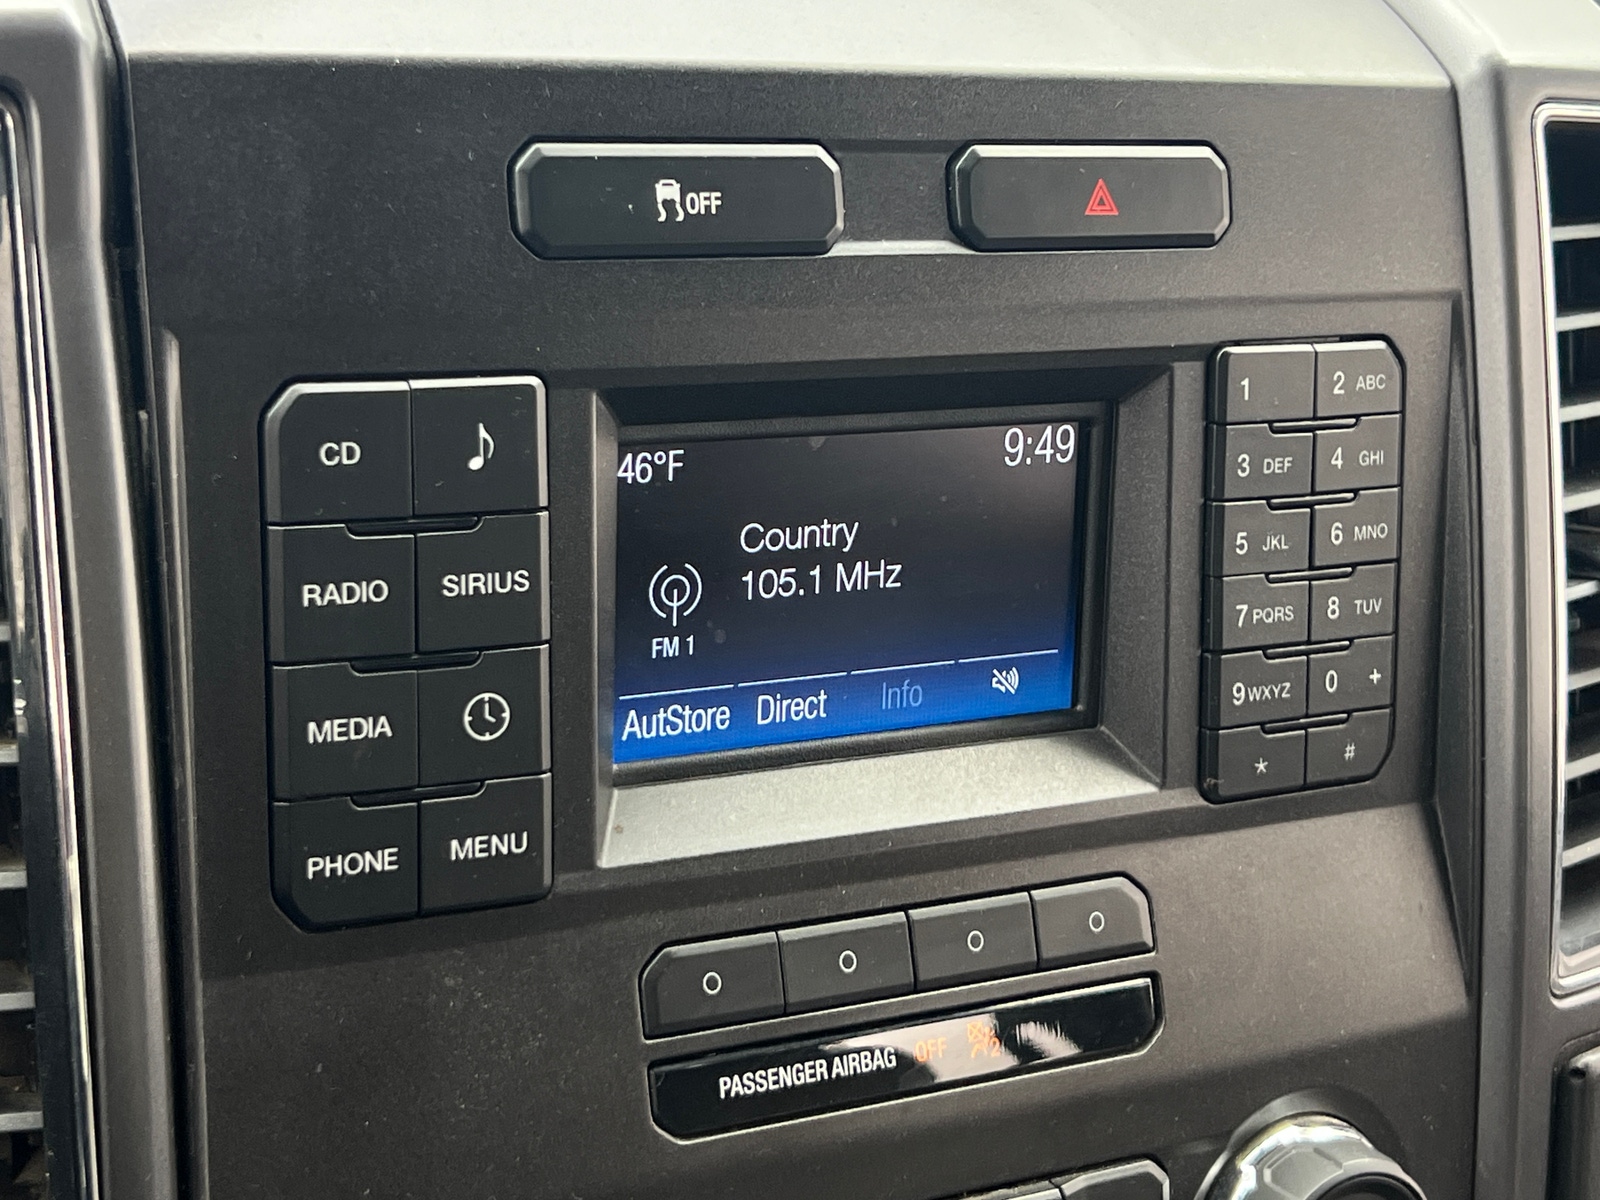 OFF
CD
RADIO
SIRIUS
MEDIA
PHONE
MENU
46°F
9:49
Country
105.1 MHz
FM 1
AutStore
Direct
Info
1
2 ABC
3 DEF
4 GHI
5 JKL
6 MNO
7 PQRS
8 TUV
9 WXYZ
0 +
*
#
PASSENGER AIRBAG OFF
2